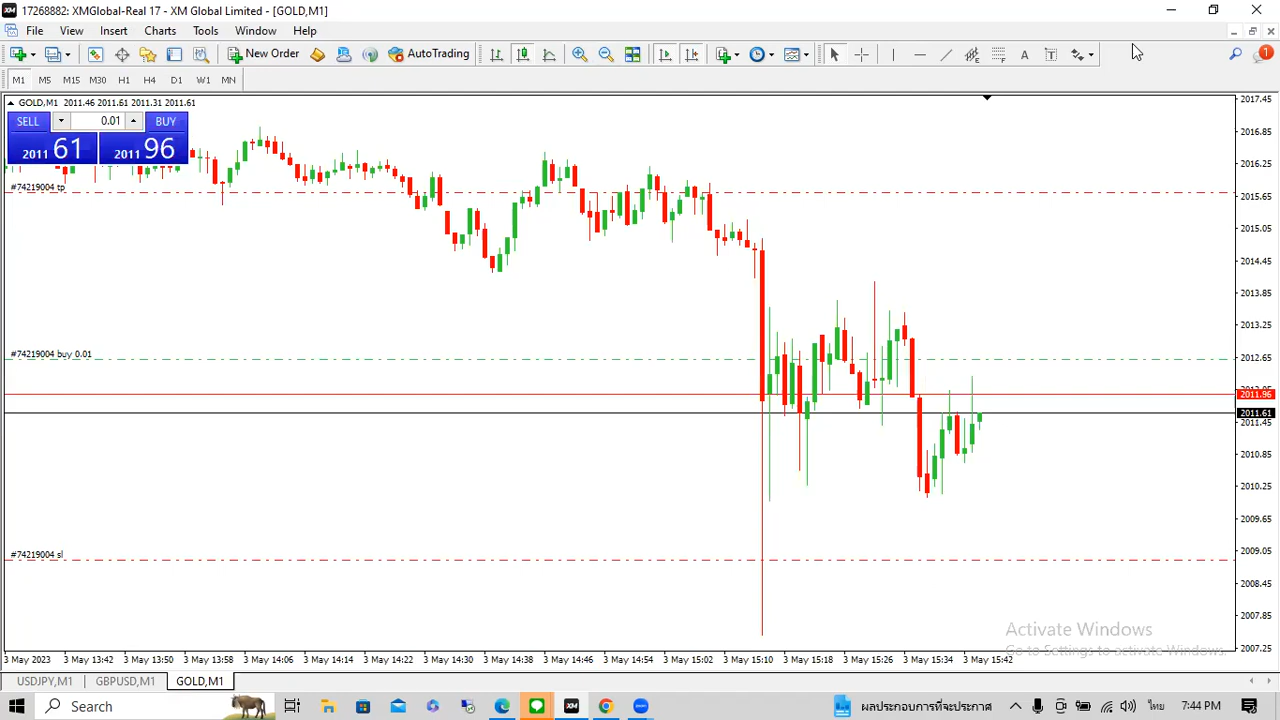 17268882: XMGlobal-Real 17 - XM Global Limited - [GOLD,M1]
File View Insert Charts Tools Window Help
New Order AutoTrading 1
M1 M5 M15 M30 H1 H4 D1 W1 MN
GOLD,M1 2011.46 2011.61 2011.31 2011.61
SELL 0.01 BUY
2011 61 2011 96
#74219004 tp
#74219004 buy 0.01
#74219004 sl
2017.45
2016.85
2016.25
2015.65
2015.05
2014.45
2013.85
2013.25
2012.65
2011.96
2011.61
2011.45
2010.85
2010.25
2009.65
2009.05
2008.45
2007.85
2007.25
Activate Windows
Go to Settings to activate Windows.
3 May 2023 3 May 13:42 3 May 13:50 3 May 13:58 3 May 14:06 3 May 14:14 3 May 14:22 3 May 14:30 3 May 14:38 3 May 14:46 3 May 14:54 3 May 15:02 3 May 15:10 3 May 15:18 3 May 15:26 3 May 15:34 3 May 15:42
USDJPY,M1 GBPUSD,M1 GOLD,M1
Search XM ผลประกอบการที่จะประกาศ ไทย 7:44 PM